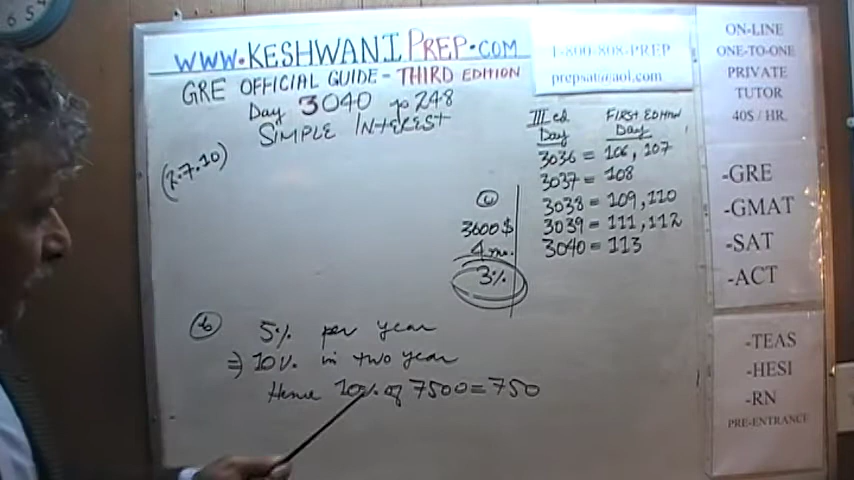 WWW.KESHWANIPREP.COM
GRE OFFICIAL GUIDE - THIRD EDITION
Day 3040 p 248
SIMPLE INTEREST
(2.7.10)
1-800-808-PREP
prepsat@aol.com
III ed FIRST EDITION
Day Day
3036 = 106, 107
3037 = 108
3038 = 109, 110
3039 = 111, 112
3040 = 113
3600$
4 mo.
3%
b 5% per year
⇒ 10% in two year
Hence 10% of 7500 = 750
ON-LINE
ONE-TO-ONE
PRIVATE
TUTOR
40$ / HR.
-GRE
-GMAT
-SAT
-ACT
-TEAS
-HESI
-RN
PRE-ENTRANCE
6
5